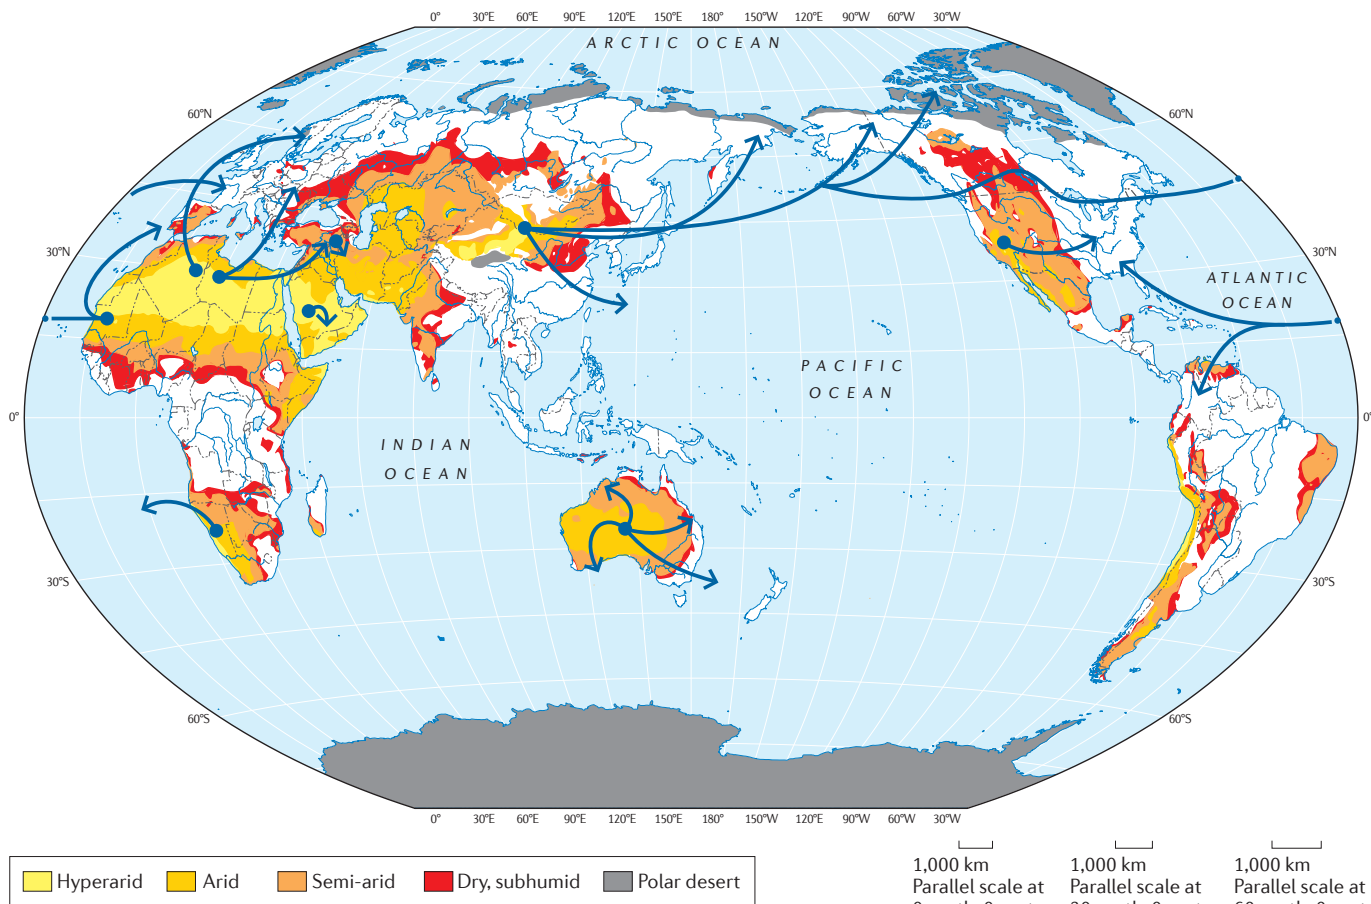 0° 30°E 60°E 90°E 120°E 150°E 180° 150°W 120°E 90°W 60°W 30°W
ARCTIC OCEAN
60°N 60°N
30°N 30°N
ATLANTIC
OCEAN
PACIFIC
OCEAN
0° 0°
INDIAN
OCEAN
30°S 30°S
60°S 60°S
0° 30°E 60°E 90°E 120°E 150°E 180° 150°W 120°E 90°W 60°W 30°W
Hyperarid Arid Semi-arid Dry, subhumid Polar desert
1,000 km 1,000 km 1,000 km
Parallel scale at Parallel scale at Parallel scale at